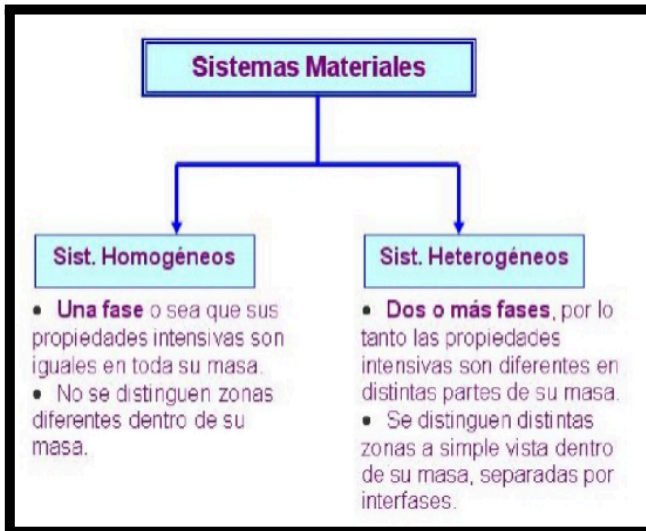 Sistemas Materiales
Sist. Homogéneos
• Una fase o sea que sus
propiedades intensivas son
iguales en toda su masa.
• No se distinguen zonas
diferentes dentro de su
masa.
Sist. Heterogéneos
• Dos o más fases, por lo
tanto las propiedades
intensivas son diferentes en
distintas partes de su masa.
• Se distinguen distintas
zonas a simple vista dentro
de su masa, separadas por
interfases.